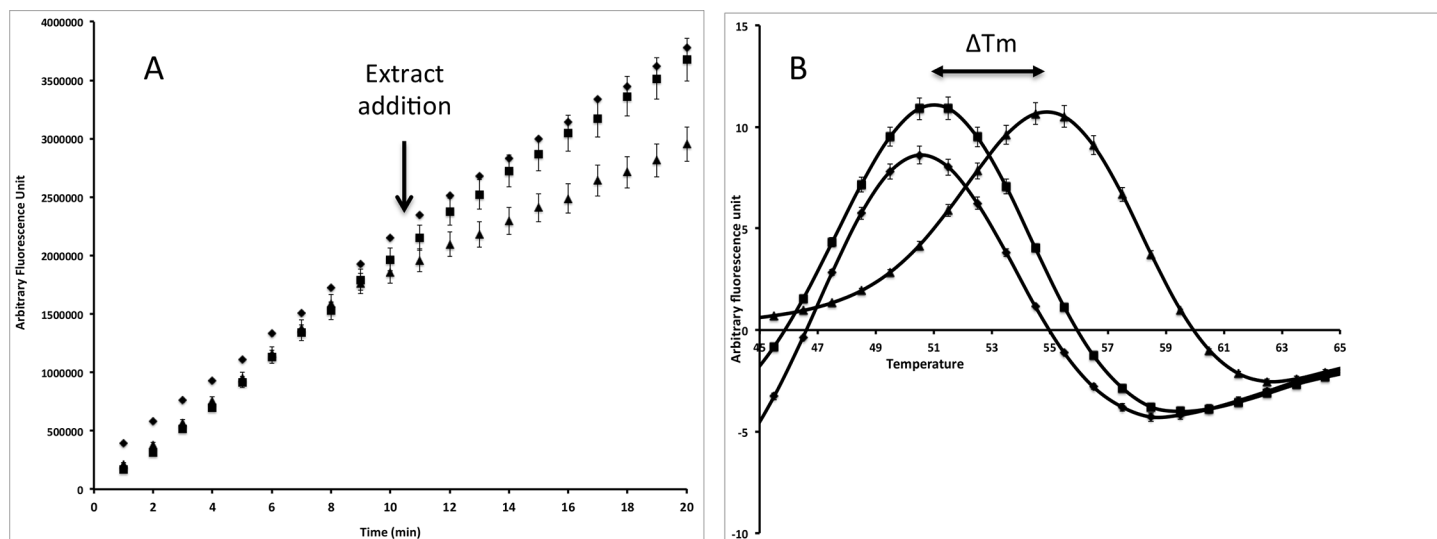 A
Extract
addition
Arbitrary Fluorescence Unit
4000000
3500000
3000000
2500000
2000000
1500000
1000000
500000
0
0 2 4 6 8 10 12 14 16 18 20
Time (min)
B
ΔTm
Arbitrary fluorescence unit
15
10
5
0
-5
-10
45 47 49 51 53 55 57 59 61 63 65
Temperature